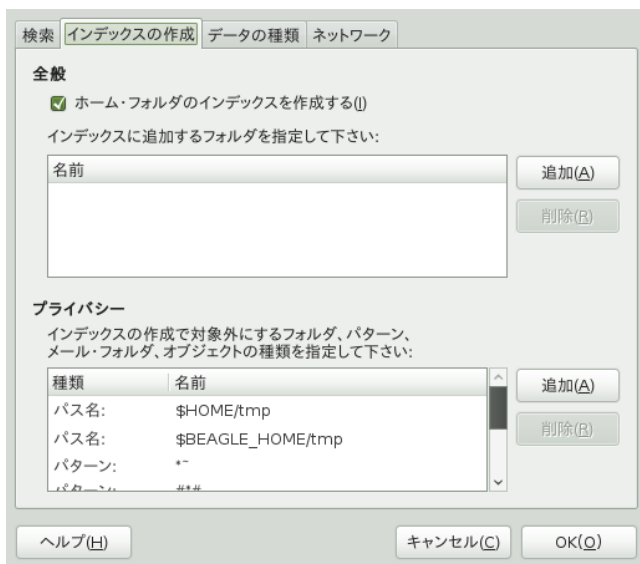 検索 インデックスの作成 データの種類 ネットワーク
全般
ホーム・フォルダのインデックスを作成する(I)
インデックスに追加するフォルダを指定して下さい:
名前
追加(A)
削除(R)
プライバシー
インデックスの作成で対象外にするフォルダ、パターン、
メール・フォルダ、オブジェクトの種類を指定して下さい:
種類 名前
パス名: $HOME/tmp
パス名: $BEAGLE_HOME/tmp
パターン: *~
パターン: #*#
追加(A)
削除(R)
ヘルプ(H) キャンセル(C) OK(O)